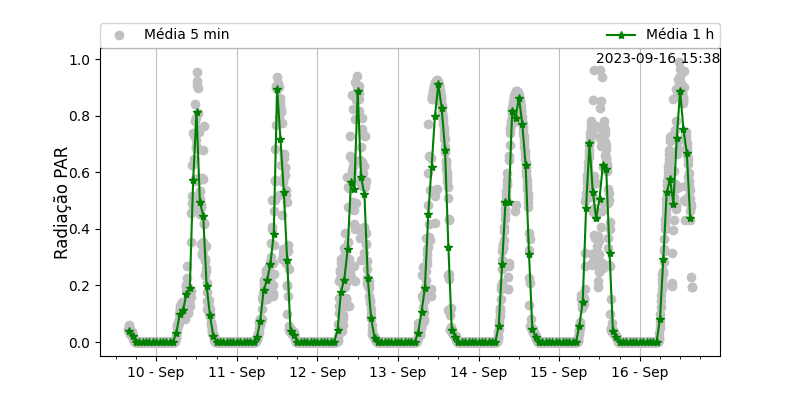 Média 5 min
Média 1 h
2023-09-16 15:38
Radiação PAR
1.0
0.8
0.6
0.4
0.2
0.0
10 - Sep
11 - Sep
12 - Sep
13 - Sep
14 - Sep
15 - Sep
16 - Sep